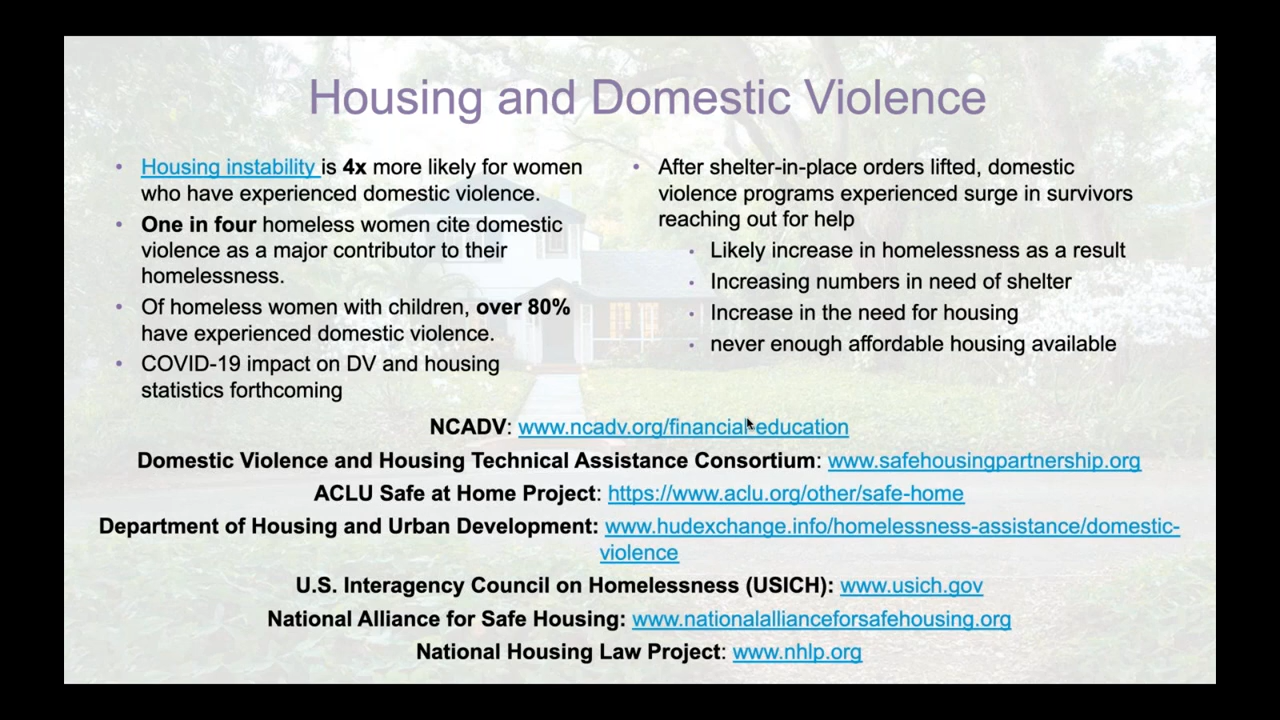 Housing and Domestic Violence
• Housing instability is 4x more likely for women
who have experienced domestic violence.
• One in four homeless women cite domestic
violence as a major contributor to their
homelessness.
• Of homeless women with children, over 80%
have experienced domestic violence.
• COVID-19 impact on DV and housing
statistics forthcoming
• After shelter-in-place orders lifted, domestic
violence programs experienced surge in survivors
reaching out for help
• Likely increase in homelessness as a result
• Increasing numbers in need of shelter
• Increase in the need for housing
• never enough affordable housing available
NCADV: www.ncadv.org/financial-education
Domestic Violence and Housing Technical Assistance Consortium: www.safehousingpartnership.org
ACLU Safe at Home Project: https://www.aclu.org/other/safe-home
Department of Housing and Urban Development: www.hudexchange.info/homelessness-assistance/domestic-
violence
U.S. Interagency Council on Homelessness (USICH): www.usich.gov
National Alliance for Safe Housing: www.nationalallianceforsafehousing.org
National Housing Law Project: www.nhlp.org